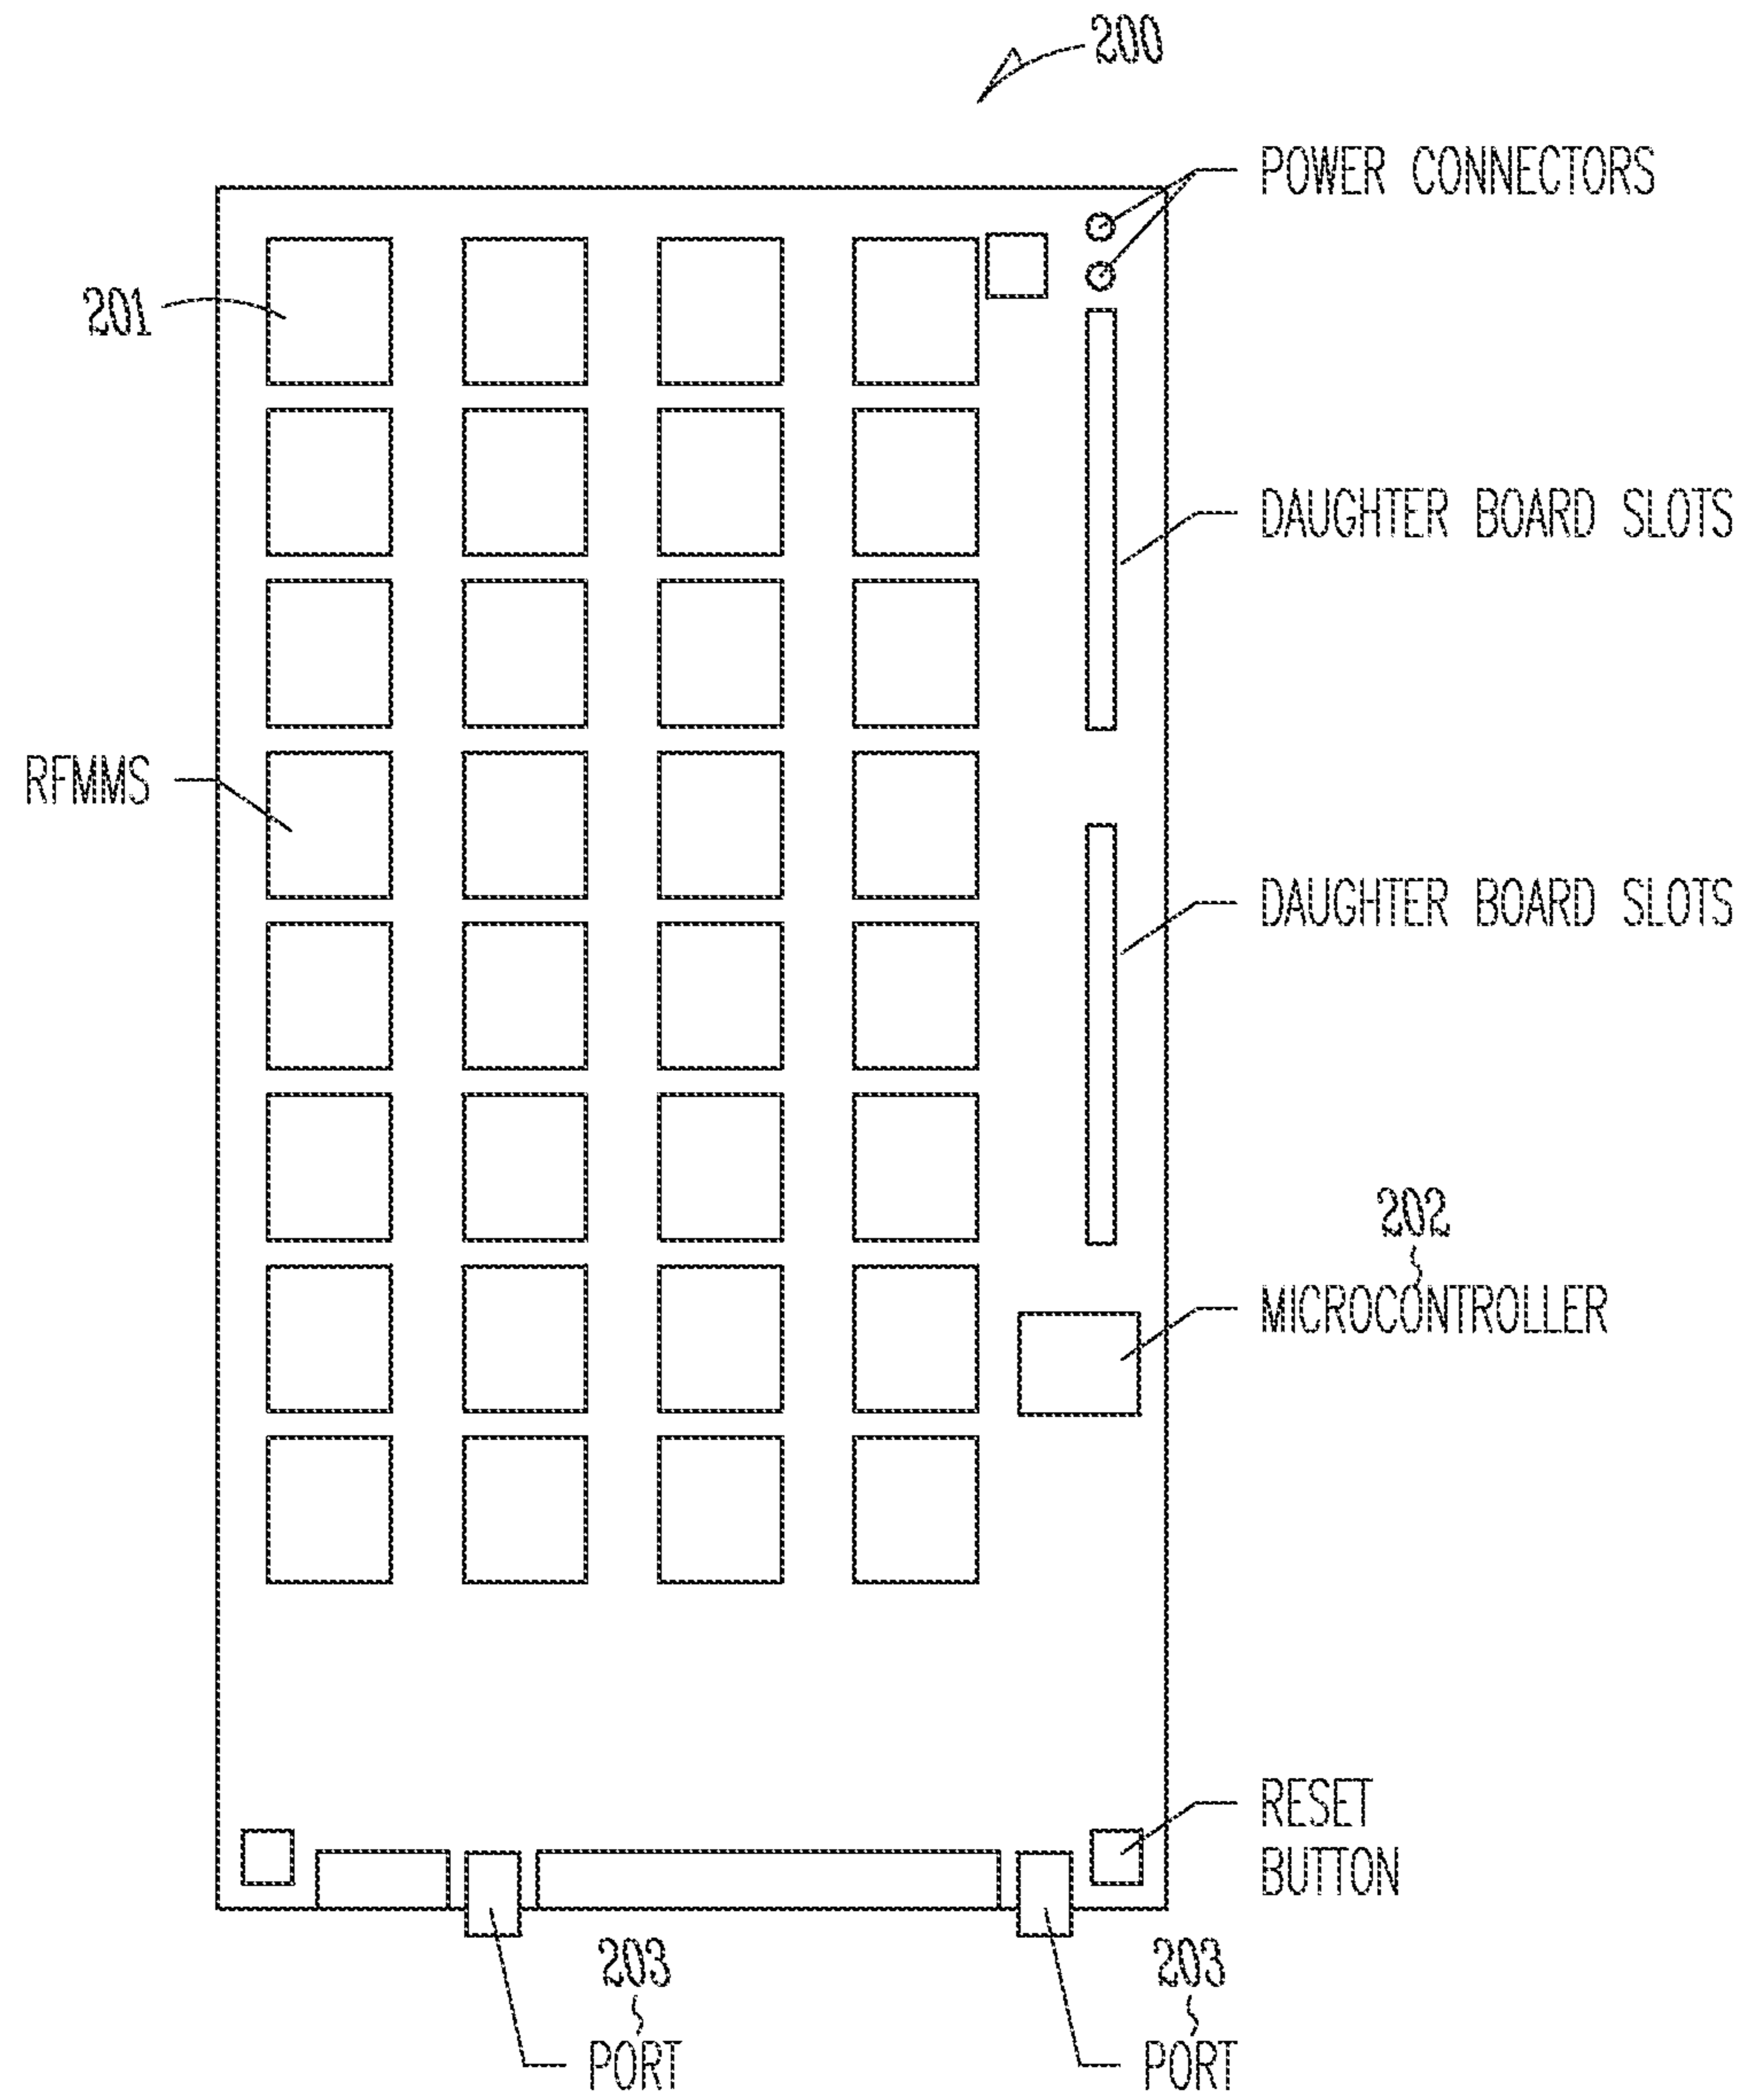 200
POWER CONNECTORS
201
DAUGHTER BOARD SLOTS
RFMMS
DAUGHTER BOARD SLOTS
202
MICROCONTROLLER
RESET
BUTTON
203
203
PORT
PORT